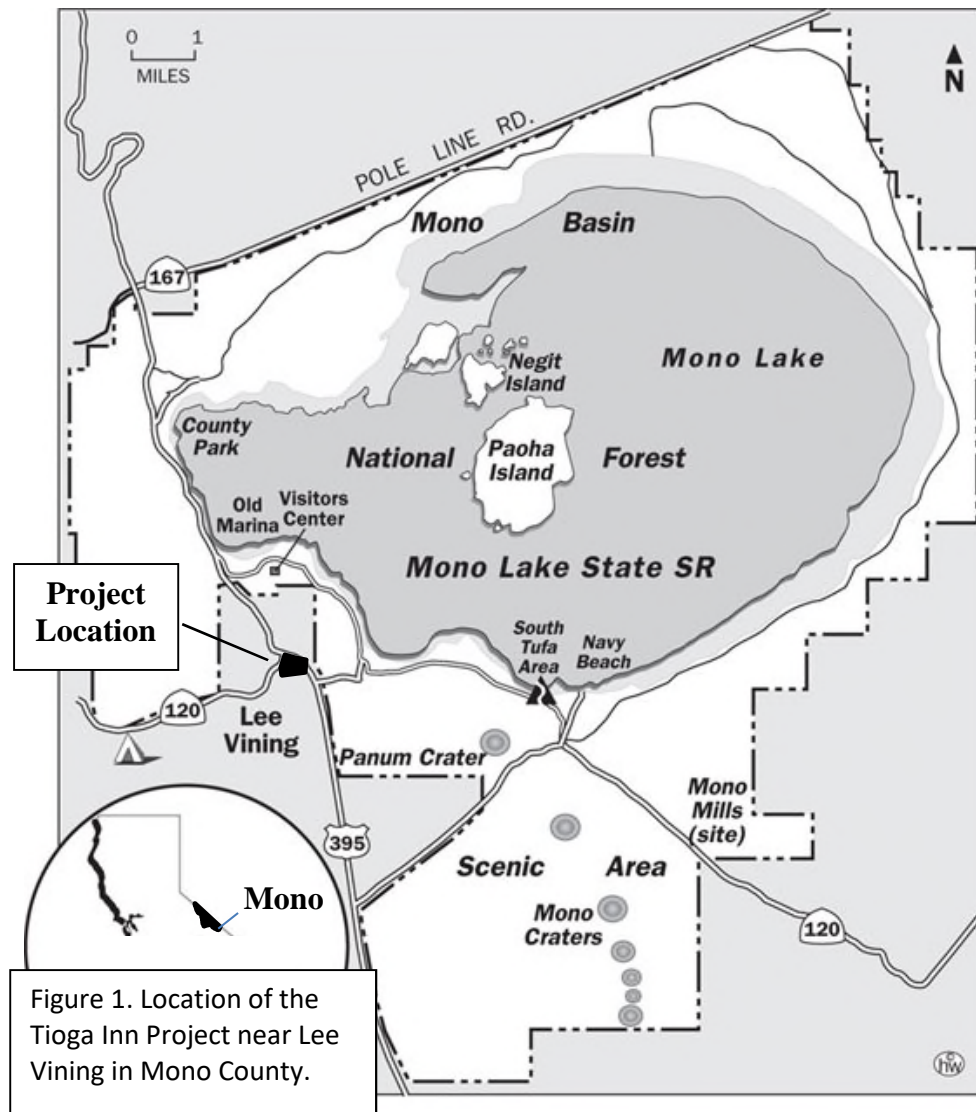 0 1
MILES
N
POLE LINE RD.
Mono Basin
167
Negit
Island
Mono Lake
County
Park
National Forest
Paoha
Island
Old
Marina
Visitors
Center
Mono Lake State SR
Project
Location
South
Tufa
Area
Navy
Beach
120
Lee
Vining
Panum Crater
Mono
Mills
(site)
395
Scenic Area
Mono
Mono
Craters
120
Figure 1. Location of the
Tioga Inn Project near Lee
Vining in Mono County.
©
hw